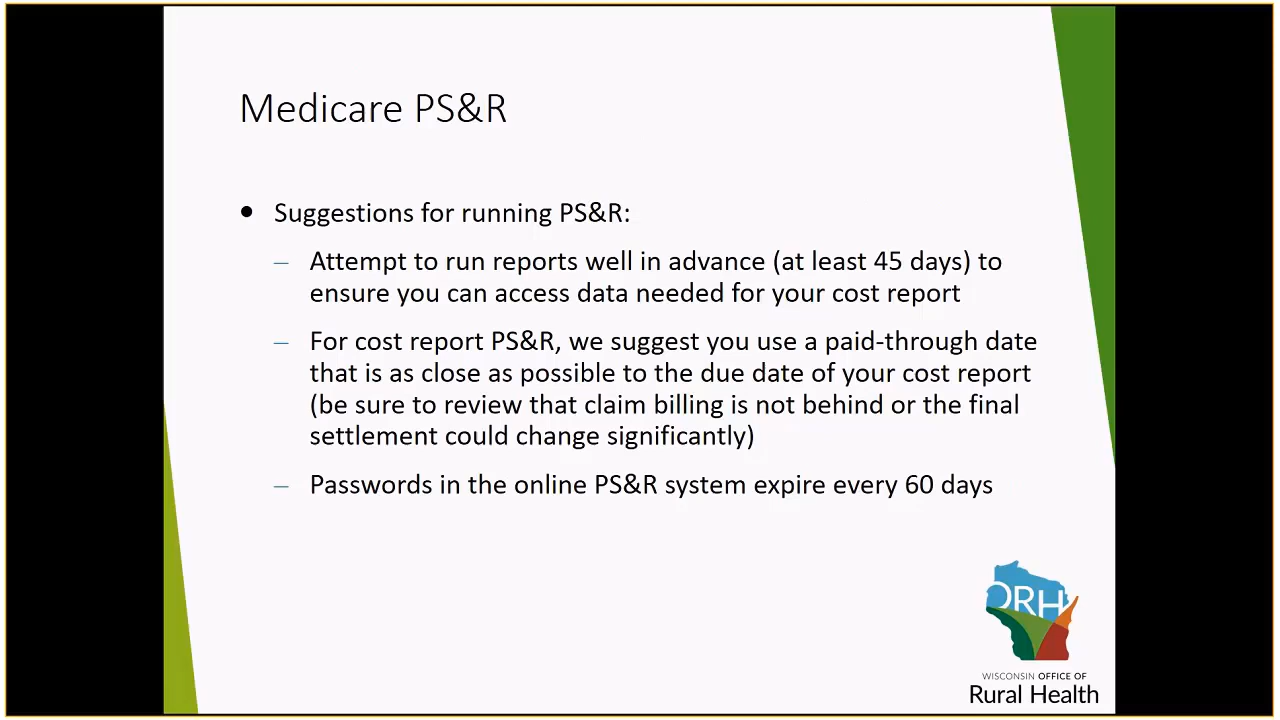 Medicare PS&R
● Suggestions for running PS&R:
– Attempt to run reports well in advance (at least 45 days) to
ensure you can access data needed for your cost report
– For cost report PS&R, we suggest you use a paid-through date
that is as close as possible to the due date of your cost report
(be sure to review that claim billing is not behind or the final
settlement could change significantly)
– Passwords in the online PS&R system expire every 60 days
ORH
WISCONSIN OFFICE OF
Rural Health